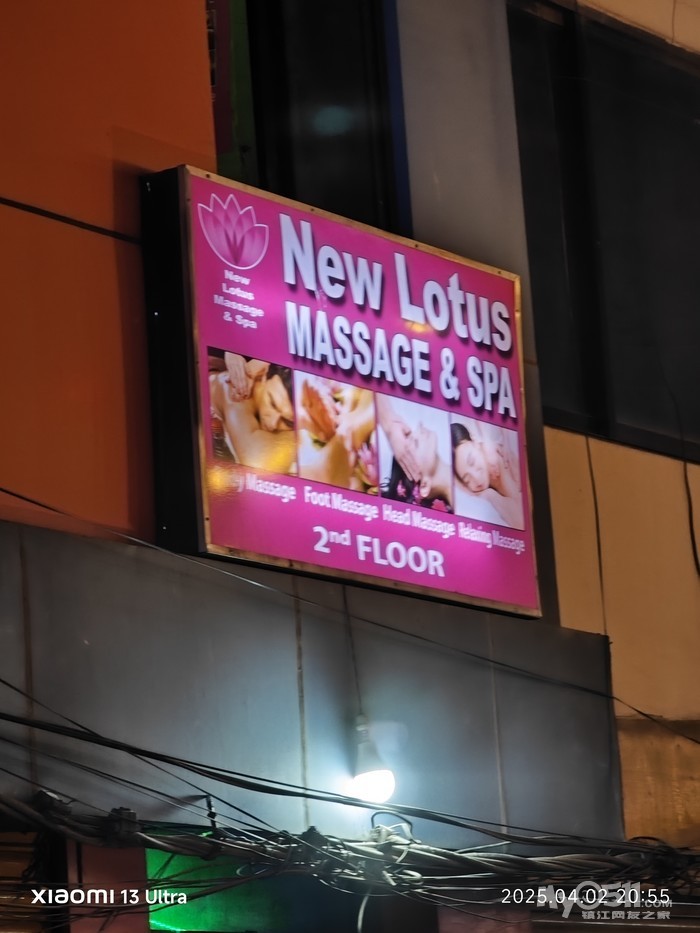 New
Lotus
Massage
& Spa
New Lotus
MASSAGE & SPA
Massage Foot Massage Head Massage Relaxing Massage
2nd FLOOR
XIAOMI 13 Ultra
2025.04.02 20:55
镇江网友之家